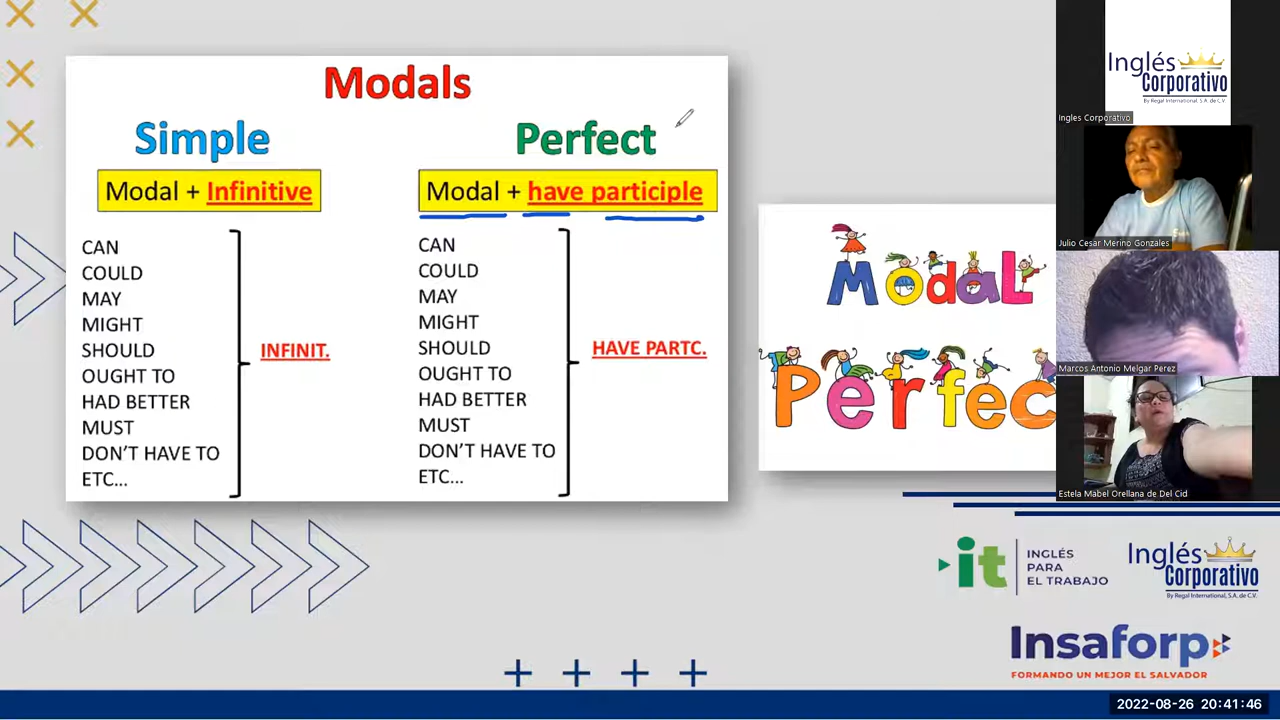 Modals
Simple
Modal + Infinitive
CAN
COULD
MAY
MIGHT
SHOULD
OUGHT TO
HAD BETTER
MUST
DON'T HAVE TO
ETC...
INFINIT.
Perfect
Modal + have participle
CAN
COULD
MAY
MIGHT
SHOULD
OUGHT TO
HAD BETTER
MUST
DON'T HAVE TO
ETC...
HAVE PARTC.
Modal
Perfec
Inglés
Corporativo
By Regal International, S.A. de C.V.
Ingles Corporativo
Julio Cesar Merino Gonzales
Marcos Antonio Melgar Perez
Estela Mabel Orellana de Del Cid
it
INGLÉS
PARA
EL TRABAJO
Inglés
Corporativo
By Regal International, S.A. de C.V.
Insaforp
FORMANDO UN MEJOR EL SALVADOR
2022-08-26 20:41:46